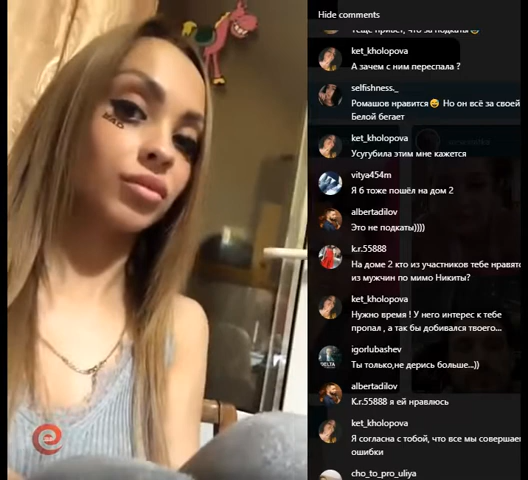 Hide comments
ket_kholopova
А зачем с ним переспала ?
selfishness._
Ромашов нравится😅 Но он всё за своей
Белой бегает
ket_kholopova
Усугубила этим мне кажется
vitya454m
Я б тоже пошёл на дом 2
albertadilov
Это не подкаты))))
k.r.55888
На доме 2 кто из участников тебе нравятс
из мужчин по мимо Никиты?
ket_kholopova
Нужно время ! У него интерес к тебе
пропал , а так бы добивался твоего...
igorlubashev
Ты только,не дерись больше...))
albertadilov
K.r.55888 я ей нравлюсь
ket_kholopova
Я согласна с тобой, что все мы совершаем
ошибки
cho_to_pro_uliya